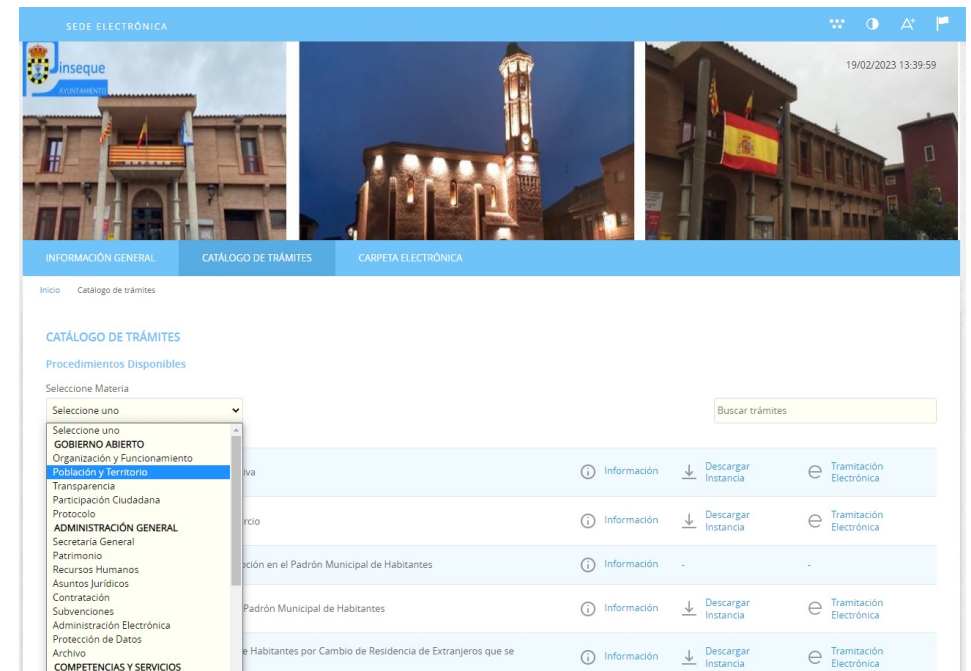 SEDE ELECTRÓNICA
A+
inseque
AYUNTAMIENTO
19/02/2023 13:39:59
INFORMACIÓN GENERAL CATÁLOGO DE TRÁMITES CARPETA ELECTRÓNICA
Inicio Catálogo de trámites
CATÁLOGO DE TRÁMITES
Procedimientos Disponibles
Seleccione Materia
Seleccione uno
Buscar trámites
Seleccione uno
GOBIERNO ABIERTO
Organización y Funcionamiento
Población y Territorio
Transparencia
Participación Ciudadana
Protocolo
ADMINISTRACIÓN GENERAL
Secretaría General
Patrimonio
Recursos Humanos
Asuntos Jurídicos
Contratación
Subvenciones
Administración Electrónica
Protección de Datos
Archivo
COMPETENCIAS Y SERVICIOS
iva Información Descargar Instancia Tramitación Electrónica
rcio Información Descargar Instancia Tramitación Electrónica
pción en el Padrón Municipal de Habitantes Información - -
Padrón Municipal de Habitantes Información Descargar Instancia Tramitación Electrónica
e Habitantes por Cambio de Residencia de Extranjeros que se Información Descargar Instancia Tramitación Electrónica